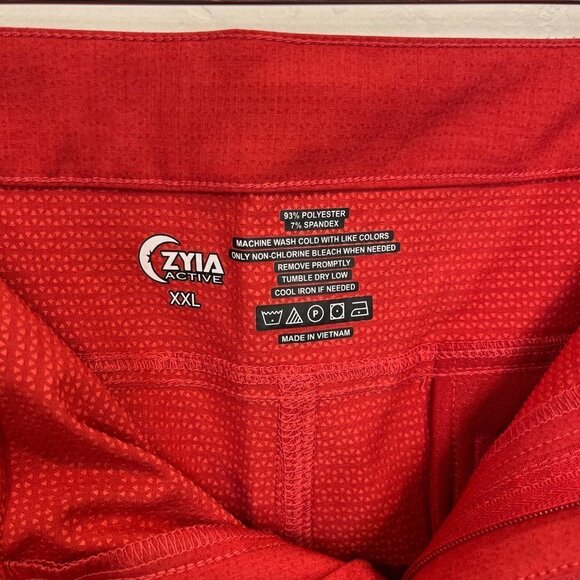 ZYIA
ACTIVE
XXL
93% POLYESTER
7% SPANDEX
MACHINE WASH COLD WITH LIKE COLORS
ONLY NON-CHLORINE BLEACH WHEN NEEDED
REMOVE PROMPTLY
TUMBLE DRY LOW
COOL IRON IF NEEDED
P
MADE IN VIETNAM